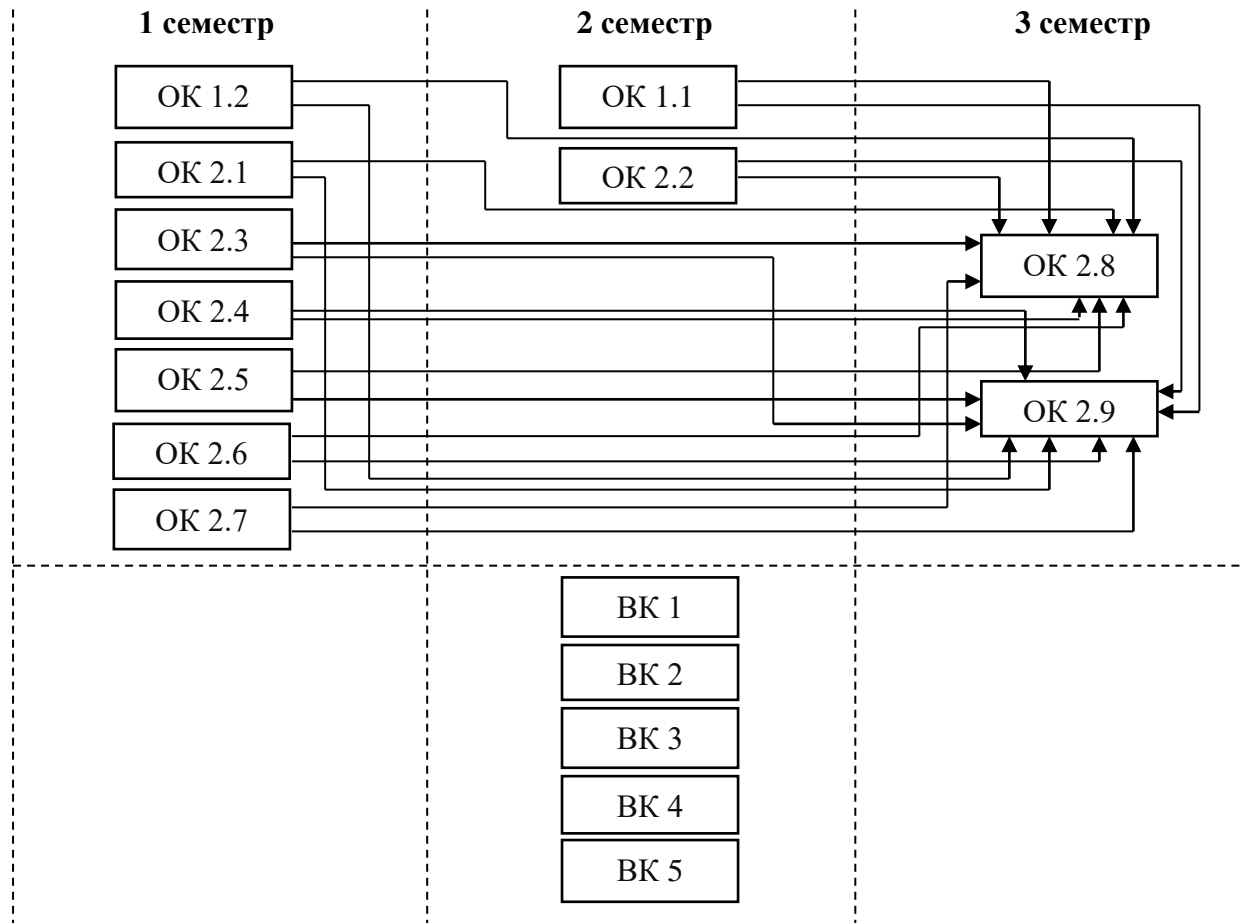 1 семестр
2 семестр
3 семестр
ОК 1.2
ОК 2.1
ОК 2.3
ОК 2.4
ОК 2.5
ОК 2.6
ОК 2.7
ОК 1.1
ОК 2.2
ОК 2.8
ОК 2.9
ВК 1
ВК 2
ВК 3
ВК 4
ВК 5